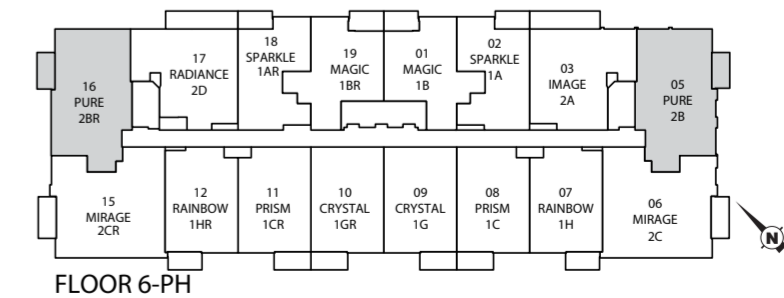 16
PURE
2BR
17
RADIANCE
2D
18
SPARKLE
1AR
19
MAGIC
1BR
01
MAGIC
1B
02
SPARKLE
1A
03
IMAGE
2A
05
PURE
2B
15
MIRAGE
2CR
12
RAINBOW
1HR
11
PRISM
1CR
10
CRYSTAL
1GR
09
CRYSTAL
1G
08
PRISM
1C
07
RAINBOW
1H
06
MIRAGE
2C
N
FLOOR 6-PH